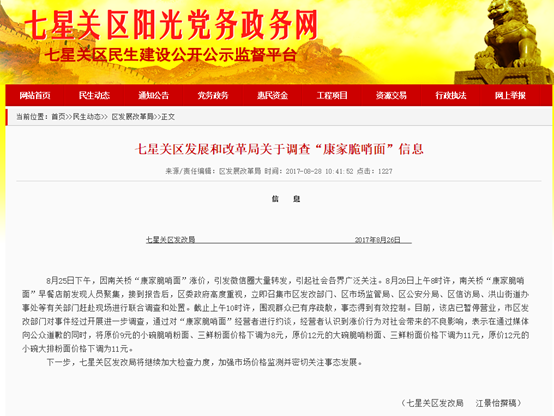 七星关区阳光党务政务网
七星关区民生建设公开公示监督平台
网站首页 民生动态 通知公告 党务政务 惠民资金 工程项目 资源交易 行政执法 网上举报
当前位置：首页>>民生动态>> 区发展改革局>>正文
七星关区发展和改革局关于调查“康家脆哨面”信息
来源/责任编辑：区发展改革局 时间：2017-08-28 10:41:52 点击：1227
信 息
七星关区发改局 2017年8月26日
8月25日下午，因南关桥“康家脆哨面”涨价，引发微信圈大量转发，引起社会各界广泛关注。8月26日上午8时许，南关桥“康家脆哨
面”早餐店前发现人员聚集，接到报告后，区委政府高度重视，立即召集市区发改部门、区市场监管局、区公安分局、区信访局、洪山街道办
事处等有关部门赶赴现场进行联合调查和处置。截止上午10时许，围观群众已有序疏散，事态得到有效控制。目前，该店已暂停营业，市区发
改部门对事件经过开展进一步调查，通过对“康家脆哨面”经营者进行约谈，经营者认识到涨价行为对社会带来的不良影响，表示在通过媒体
向公众道歉的同时，将原价9元的小碗脆哨粉面、三鲜粉面价格下调为8元，原价12元的大碗脆哨粉面、三鲜粉面价格下调为11元，原价12元的
小碗大排粉面价格下调为11元。
下一步，七星关区发改局将继续加大检查力度，加强市场价格监测并密切关注事态发展。
（七星关区发改局 江景怡撰稿）